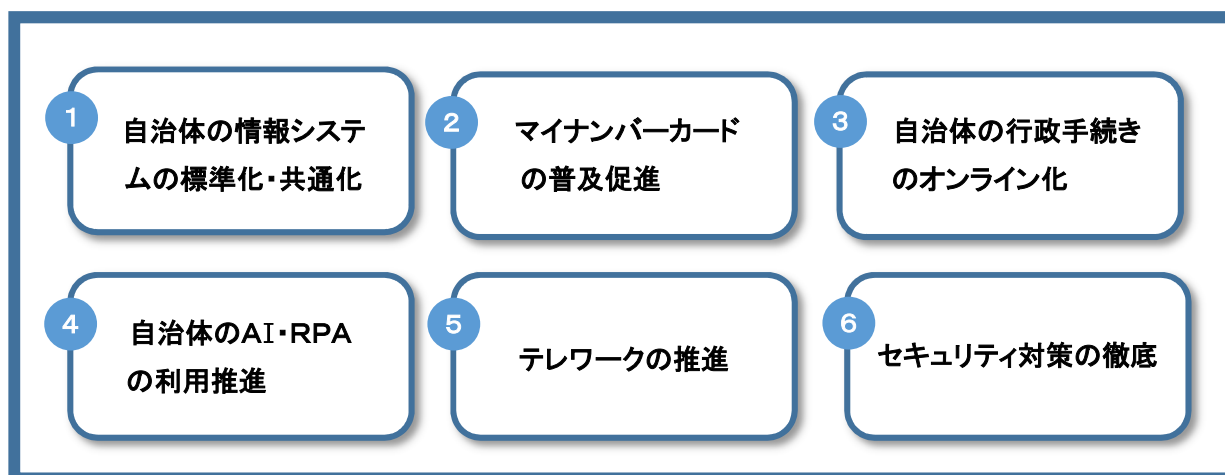 1
自治体の情報システ
ムの標準化・共通化
2
マイナンバーカード
の普及促進
3
自治体の行政手続き
のオンライン化
4
自治体のAI・RPA
の利用推進
5
テレワークの推進
6
セキュリティ対策の徹底